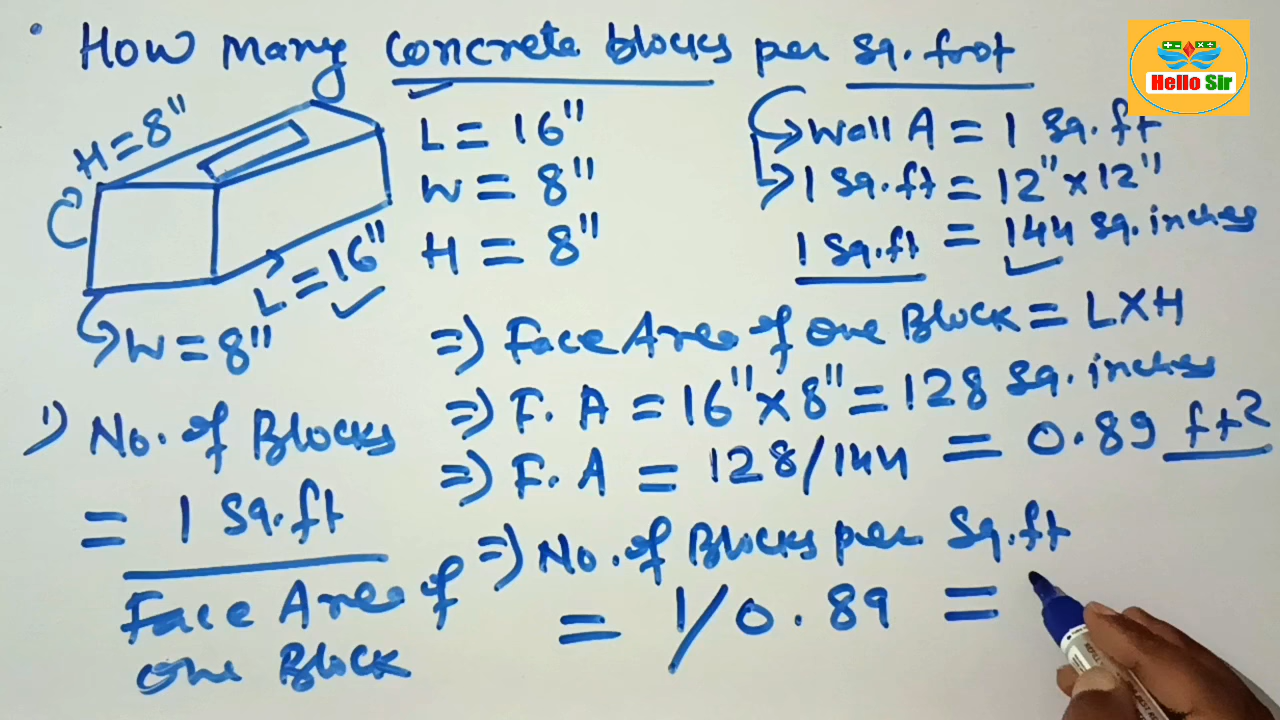 How many concrete blocks per sq. foot
+ - × ÷
Hello Sir
H = 8"
L = 16"
W = 8"
H = 8"
L = 16"
W = 8"
Wall A = 1 sq. ft
1 sq. ft = 12" × 12"
1 sq. ft = 144 sq. inches
=> Face Area of one Block = L×H
=> F. A = 16" × 8" = 128 sq. inches
=> F. A = 128/144 = 0.89 ft²
1) No. of Blocks
= 1 sq. ft
Face Area of
one Block
=> No. of Blocks per sq. ft
= 1/0.89 =